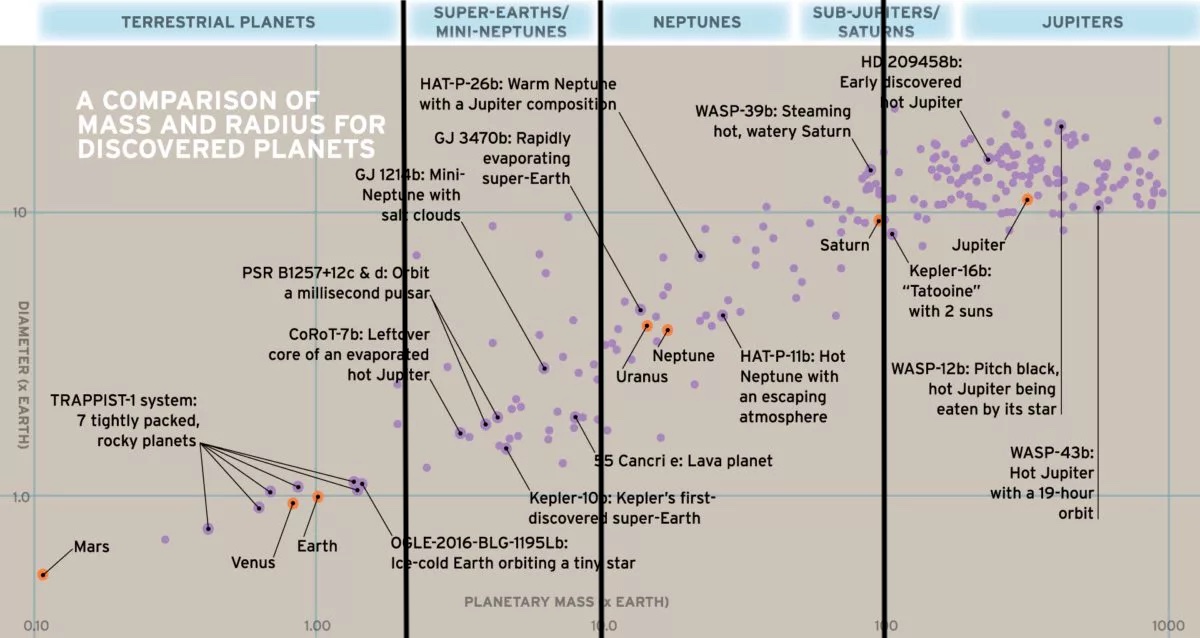 TERRESTRIAL PLANETS
SUPER-EARTHS/
MINI-NEPTUNES
NEPTUNES
SUB-JUPITERS/
SATURNS
JUPITERS
A COMPARISON OF
MASS AND RADIUS FOR
DISCOVERED PLANETS
HAT-P-26b: Warm Neptune
with a Jupiter composition
GJ 3470b: Rapidly
evaporating
super-Earth
GJ 1214b: Mini-
Neptune with
salt clouds
PSR B1257+12c & d: Orbit
a millisecond pulsar
CoRoT-7b: Leftover
core of an evaporated
hot Jupiter
TRAPPIST-1 system:
7 tightly packed,
rocky planets
WASP-39b: Steaming
hot, watery Saturn
HD 209458b:
Early discovered
hot Jupiter
Saturn
Jupiter
Kepler-16b:
“Tatooine”
with 2 suns
Uranus
Neptune
HAT-P-11b: Hot
Neptune with
an escaping
atmosphere
WASP-12b: Pitch black,
hot Jupiter being
eaten by its star
WASP-43b:
Hot Jupiter
with a 19-hour
orbit
55 Cancri e: Lava planet
Kepler-10b: Kepler’s first-
discovered super-Earth
OGLE-2016-BLG-1195Lb:
Ice-cold Earth orbiting a tiny star
Mars
Venus
Earth
DIAMETER (x EARTH)
10
1.0
PLANETARY MASS (x EARTH)
0.10
1.00
10.0
100
1000